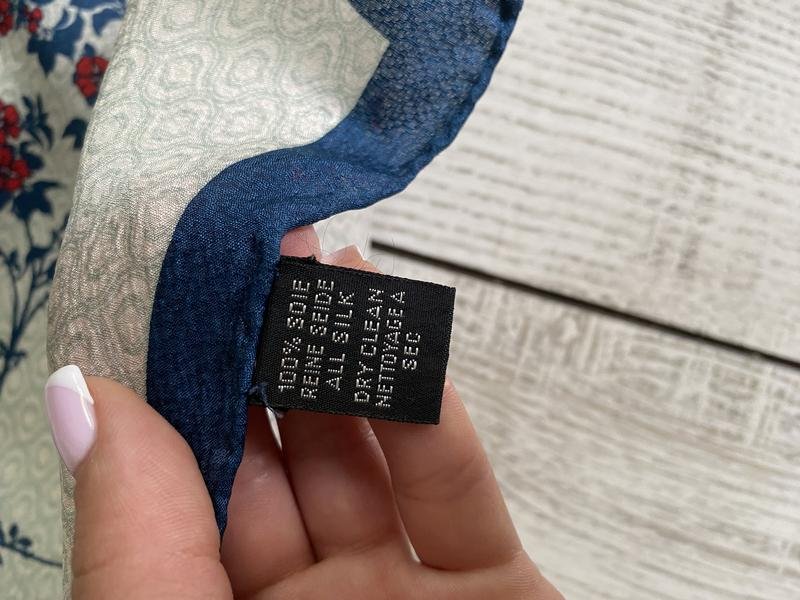 100% SOIE
REINE SEIDE
ALL SILK
DRY CLEAN
NETTOYAGE A
SEC